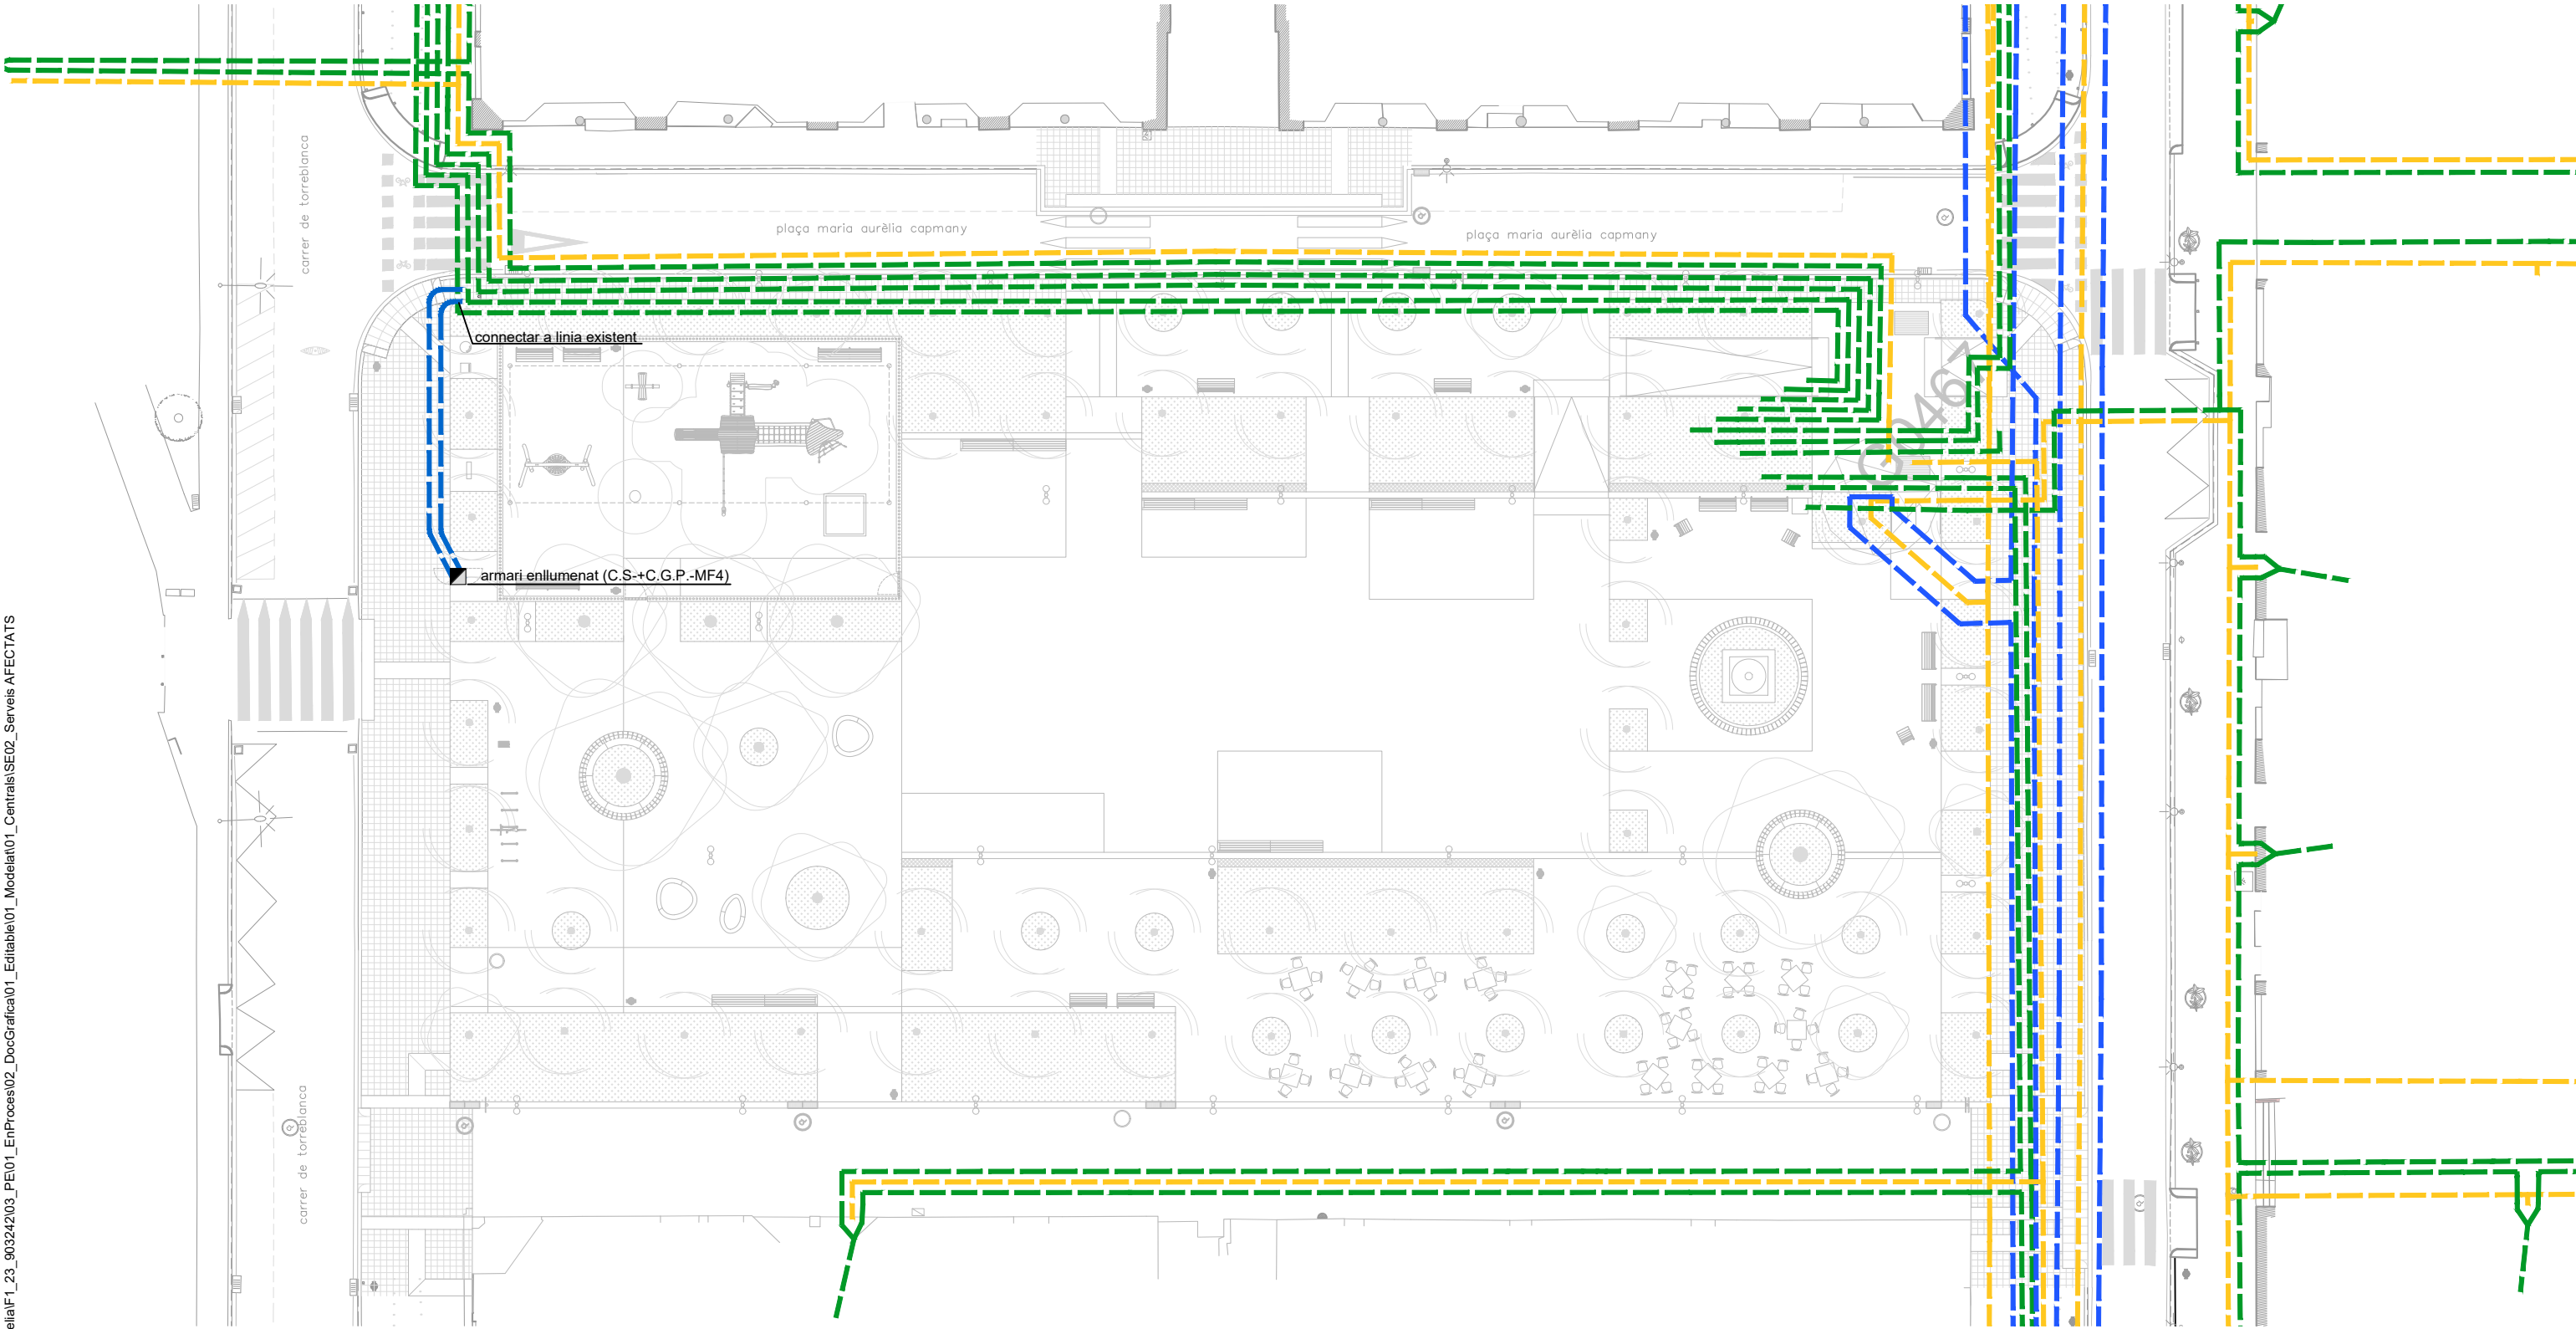 carrer de torreblanca
plaça maria aurèlia capmany
plaça maria aurèlia capmany
connectar a linia existent
armari enllumenat (C.S-+C.G.P.-MF4)
carrer de torreblanca
elia\F1_23_903242\03_PE\01_EnProces\02_DocGrafica\01_Editable\01_Modelat\01_Centrals\SE02_Serveis AFECTATS